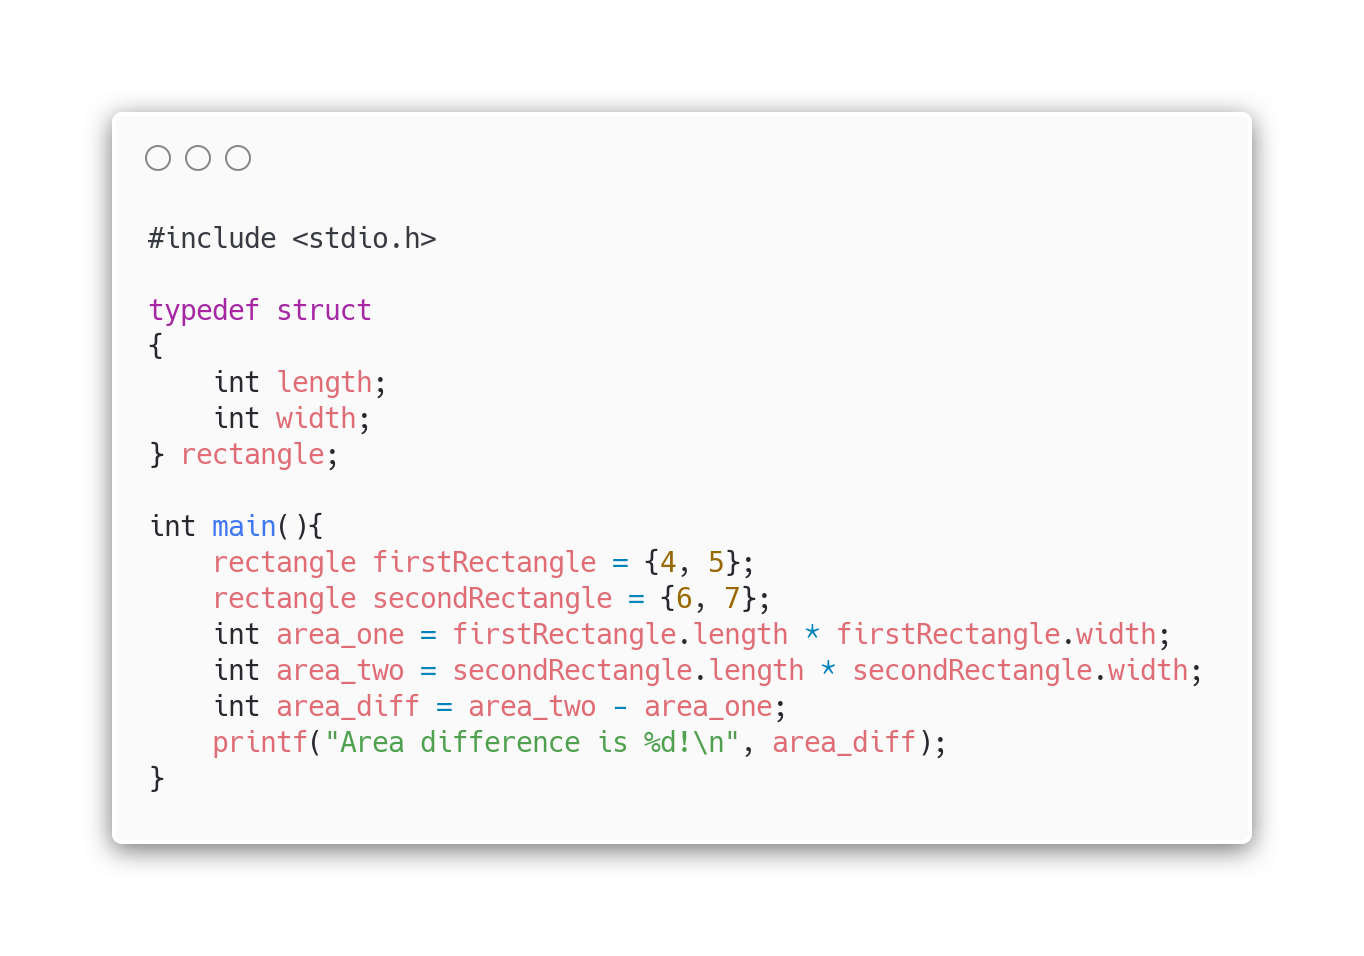 #include <stdio.h>
typedef struct
{
    int length;
    int width;
} rectangle;
int main(){
    rectangle firstRectangle = {4, 5};
    rectangle secondRectangle = {6, 7};
    int area_one = firstRectangle.length * firstRectangle.width;
    int area_two = secondRectangle.length * secondRectangle.width;
    int area_diff = area_two - area_one;
    printf("Area difference is %d!\n", area_diff);
}